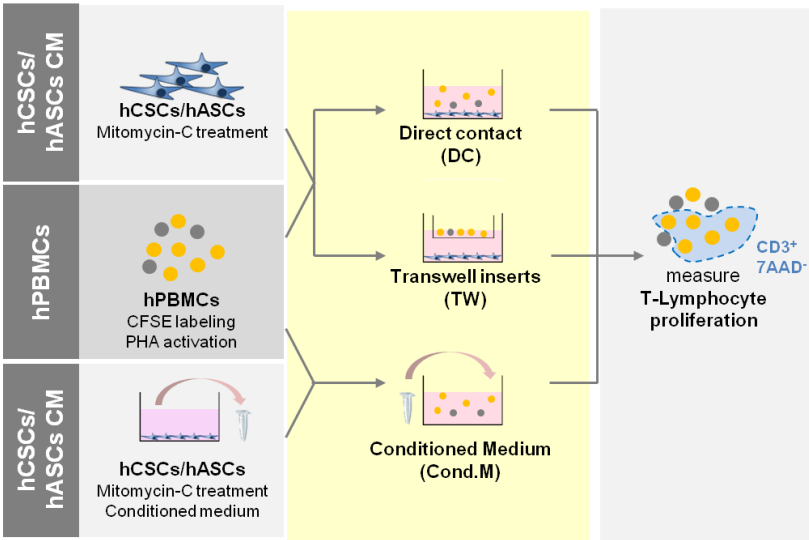 hCSCs/
hASCs CM
hCSCs/hASCs
Mitomycin-C treatment
hPBMCs
hPBMCs
CFSE labeling
PHA activation
hCSCs/
hASCs CM
hCSCs/hASCs
Mitomycin-C treatment
Conditioned medium
Direct contact
(DC)
Transwell inserts
(TW)
Conditioned Medium
(Cond.M)
CD3⁺
7AAD⁻
measure
T-Lymphocyte
proliferation